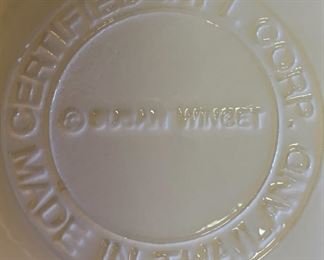 CERTIFIED INT'L CORP.
© SUSAN WINGET
MADE IN THAILAND